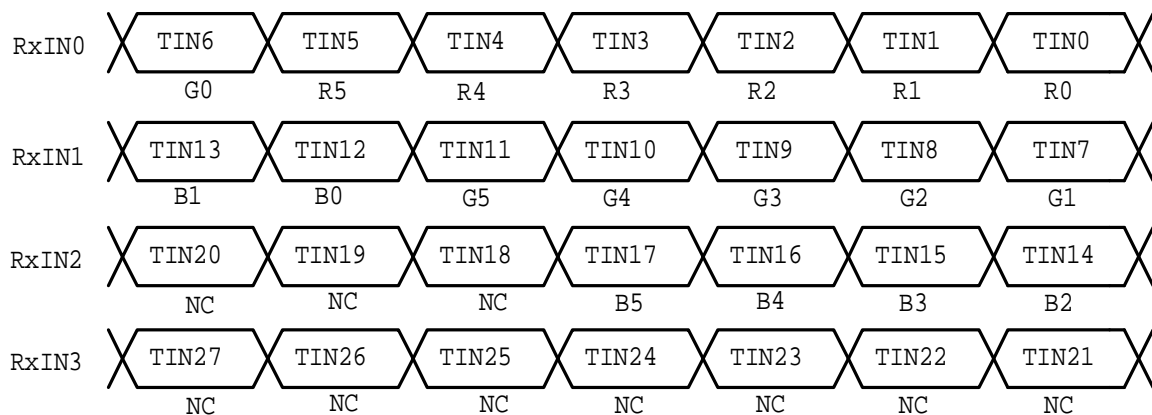 RxIN0 TIN6 TIN5 TIN4 TIN3 TIN2 TIN1 TIN0
G0 R5 R4 R3 R2 R1 R0
RxIN1 TIN13 TIN12 TIN11 TIN10 TIN9 TIN8 TIN7
B1 B0 G5 G4 G3 G2 G1
RxIN2 TIN20 TIN19 TIN18 TIN17 TIN16 TIN15 TIN14
NC NC NC B5 B4 B3 B2
RxIN3 TIN27 TIN26 TIN25 TIN24 TIN23 TIN22 TIN21
NC NC NC NC NC NC NC